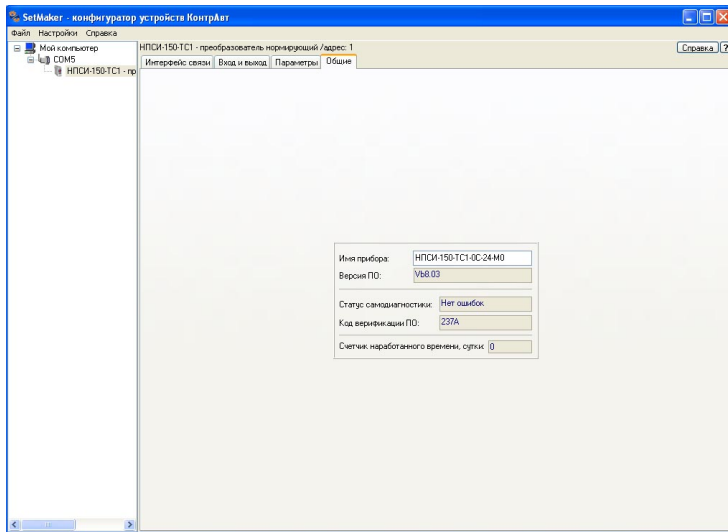 SetMaker - конфигуратор устройств КонтрАвт
Файл Настройки Справка
Мой компьютер
COM5
НПСИ-150-ТС1 - пр
НПСИ-150-ТС1 - преобразователь нормирующий /адрес: 1
Справка ?
Интерфейс связи Вход и выход Параметры Общие
Имя прибора: НПСИ-150-ТС1-0С-24-М0
Версия ПО: Vb8.03
Статус самодиагностики: Нет ошибок
Код верификации ПО: 237A
Счетчик наработанного времени, сутки: 0